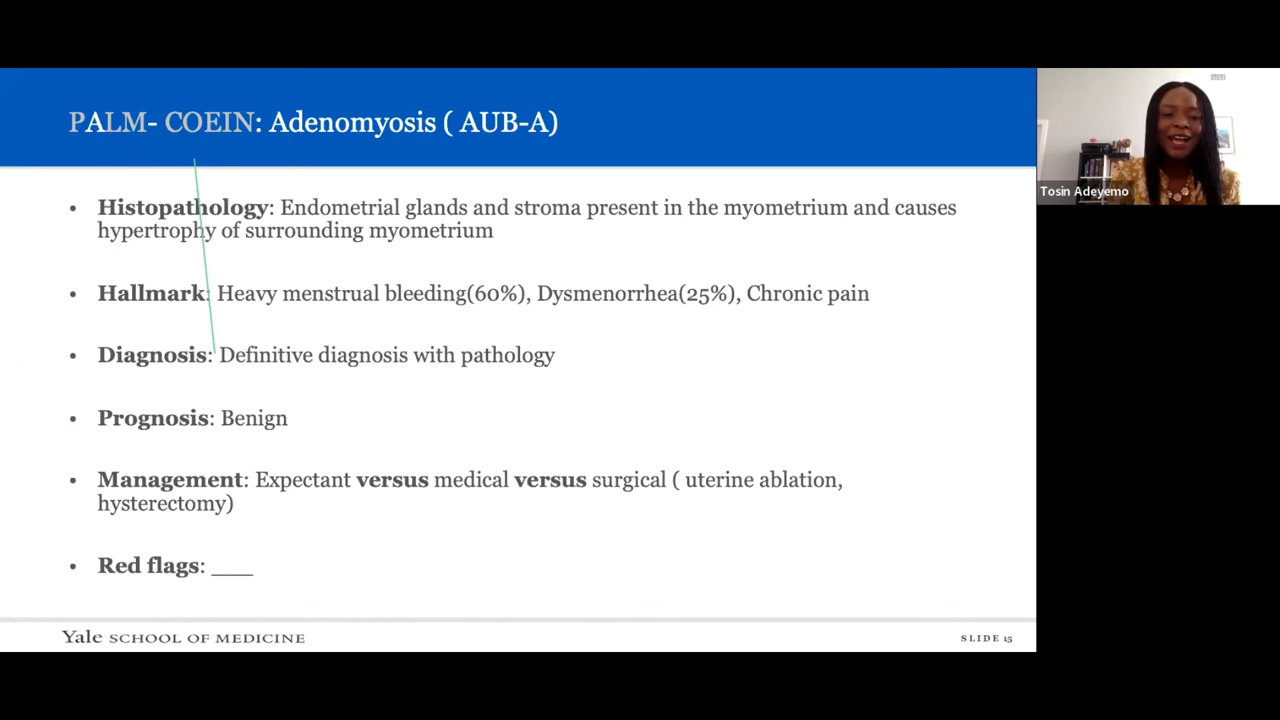 PALM- COEIN: Adenomyosis ( AUB-A)
Tosin Adeyemo
• Histopathology: Endometrial glands and stroma present in the myometrium and causes
hypertrophy of surrounding myometrium
• Hallmark: Heavy menstrual bleeding(60%), Dysmenorrhea(25%), Chronic pain
• Diagnosis: Definitive diagnosis with pathology
• Prognosis: Benign
• Management: Expectant versus medical versus surgical ( uterine ablation,
hysterectomy)
• Red flags: ___
Yale SCHOOL OF MEDICINE
SLIDE 15